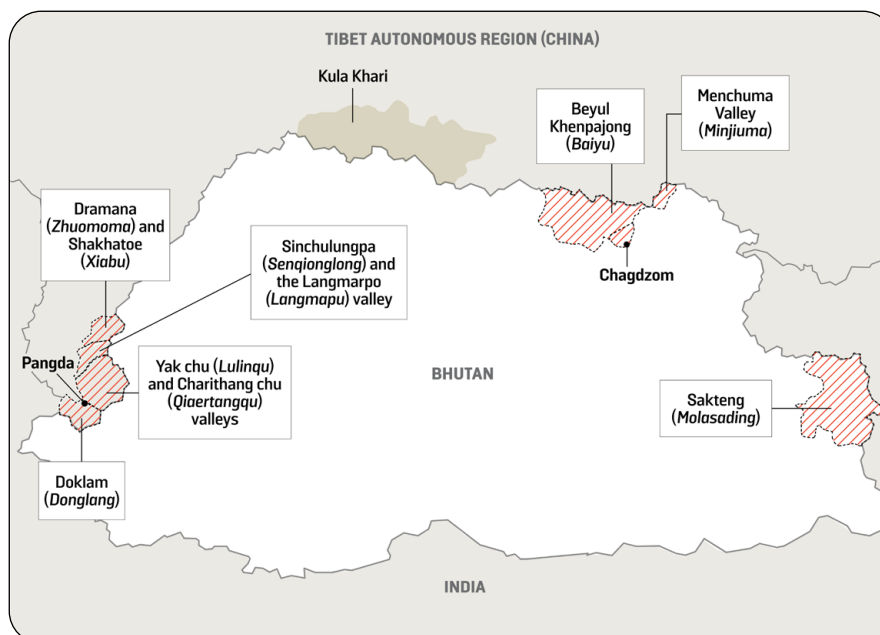 TIBET AUTONOMOUS REGION (CHINA)
Kula Khari
Beyul
Khenpajong
(Baiyu)
Menchuma
Valley
(Minjiuma)
Dramana
(Zhuomoma) and
Shakhatoe
(Xiabu)
Sinchulungpa
(Senqionglong) and
the Langmarpo
(Langmapu) valley
Chagdzom
Pangda
Yak chu (Lulinqu)
and Charithang chu
(Qiaertangqu)
valleys
BHUTAN
Sakteng
(Molasading)
Doklam
(Donglang)
INDIA